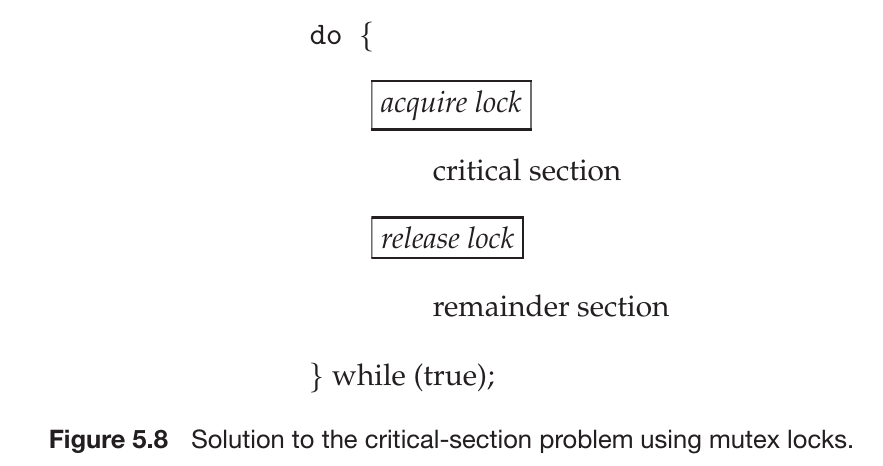 do {
acquire lock
critical section
release lock
remainder section
} while (true);
Figure 5.8 Solution to the critical-section problem using mutex locks.